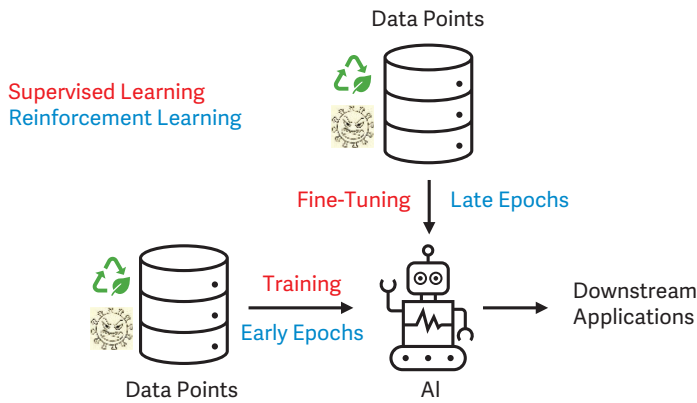 Data Points
Supervised Learning
Reinforcement Learning
Fine-Tuning
Late Epochs
Training
Early Epochs
Downstream
Applications
Data Points
AI